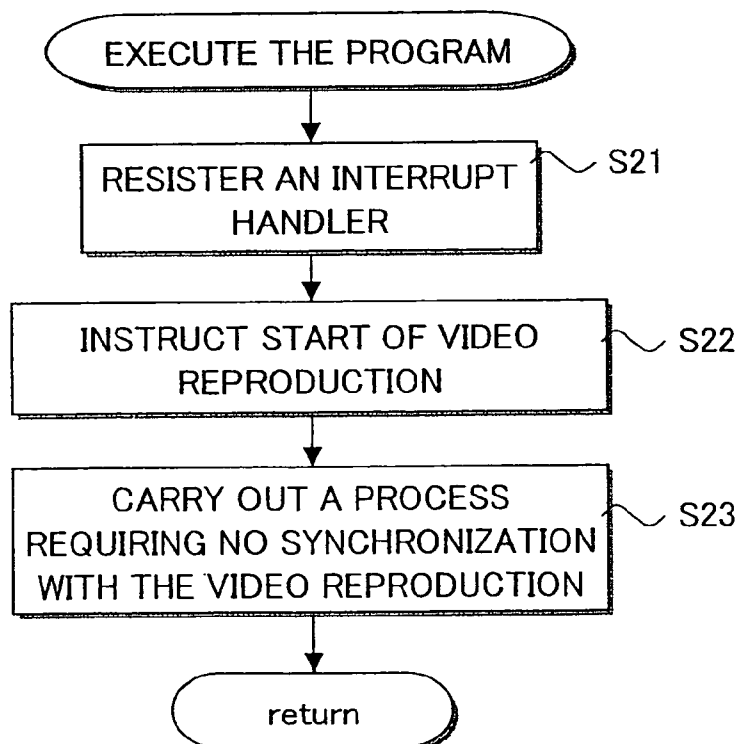 EXECUTE THE PROGRAM
RESISTER AN INTERRUPT
HANDLER
S21
INSTRUCT START OF VIDEO
REPRODUCTION
S22
CARRY OUT A PROCESS
REQUIRING NO SYNCHRONIZATION
WITH THE VIDEO REPRODUCTION
S23
return